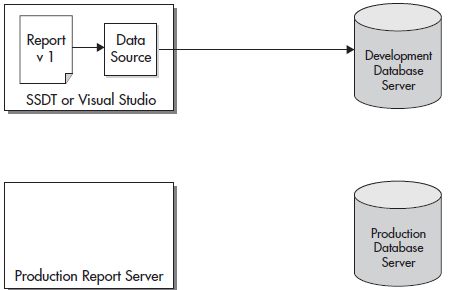 Report
v 1
Data
Source
SSDT or Visual Studio
Development
Database
Server
Production Report Server
Production
Database
Server